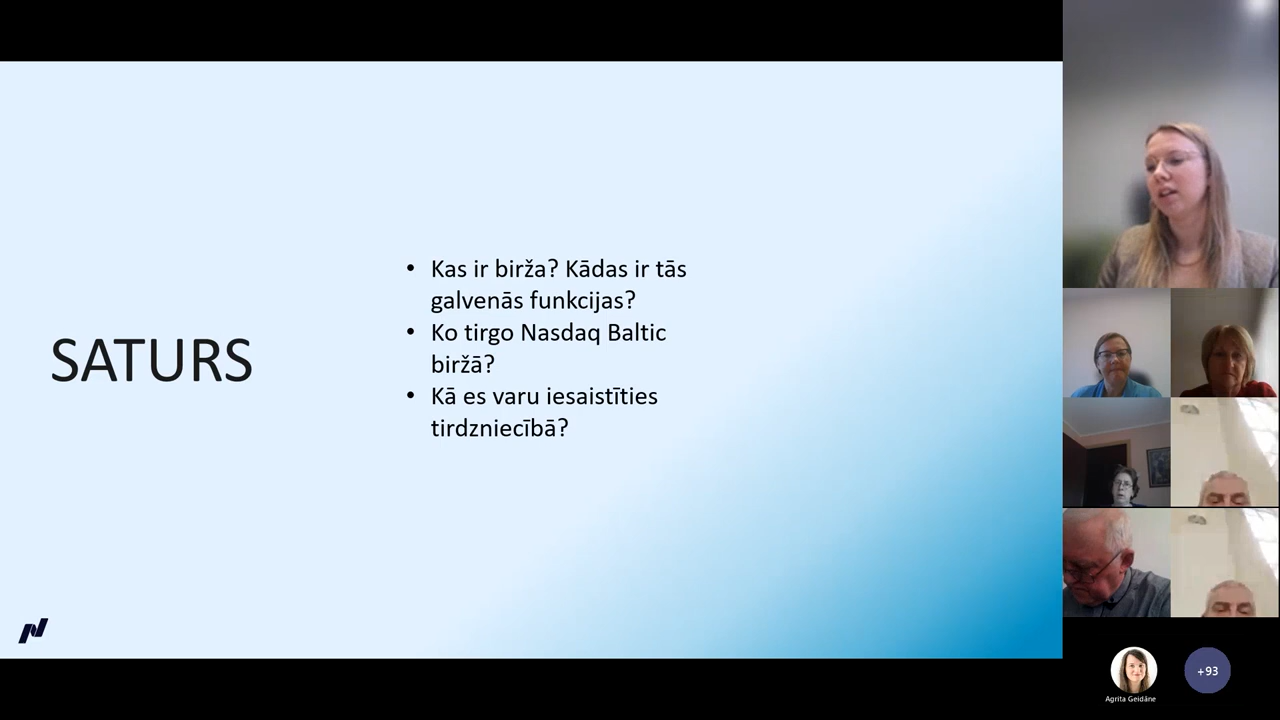 SATURS
• Kas ir birža? Kādas ir tās
galvenās funkcijas?
• Ko tirgo Nasdaq Baltic
biržā?
• Kā es varu iesaistīties
tirdzniecībā?
Agrita Geidāne
+93